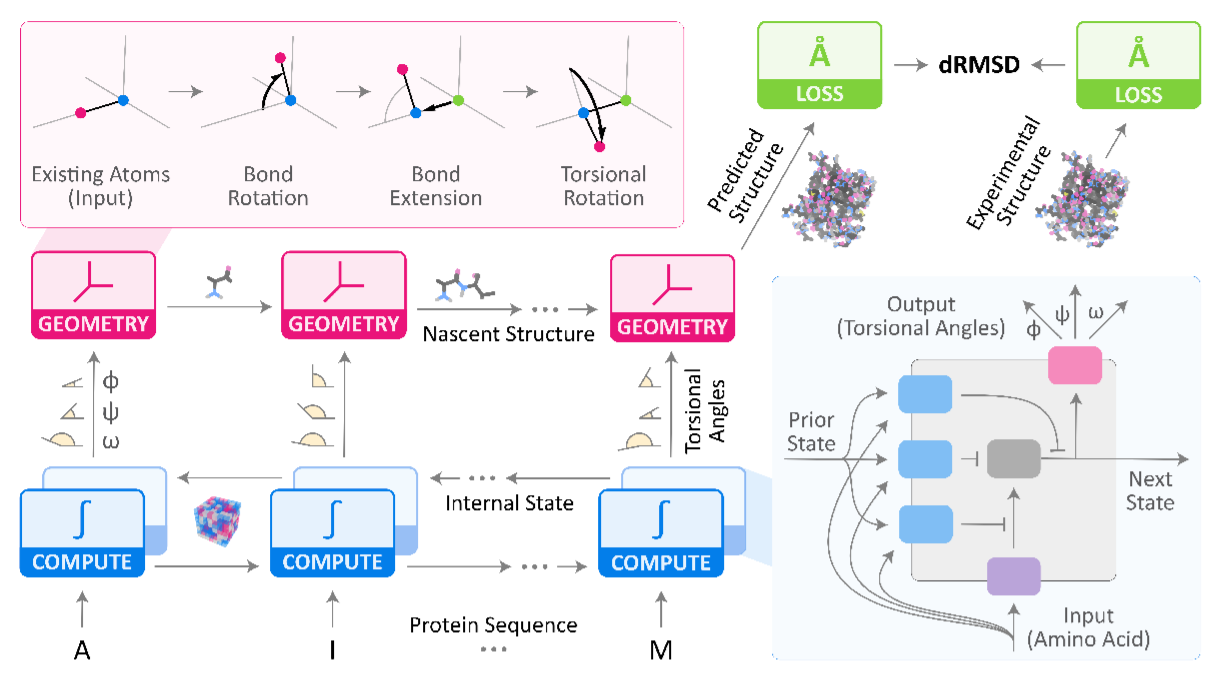 Existing Atoms
(Input)
Bond
Rotation
Bond
Extension
Torsional
Rotation
Å
LOSS
dRMSD
Å
LOSS
Predicted
Structure
Experimental
Structure
GEOMETRY
GEOMETRY
Nascent Structure
...
GEOMETRY
ϕ
ψ
ω
Torsional
Angles
∫
COMPUTE
∫
COMPUTE
...
Internal State
...
∫
COMPUTE
A
I
Protein Sequence
...
M
Output
(Torsional Angles)
ϕ
ψ
ω
Prior
State
Next
State
Input
(Amino Acid)